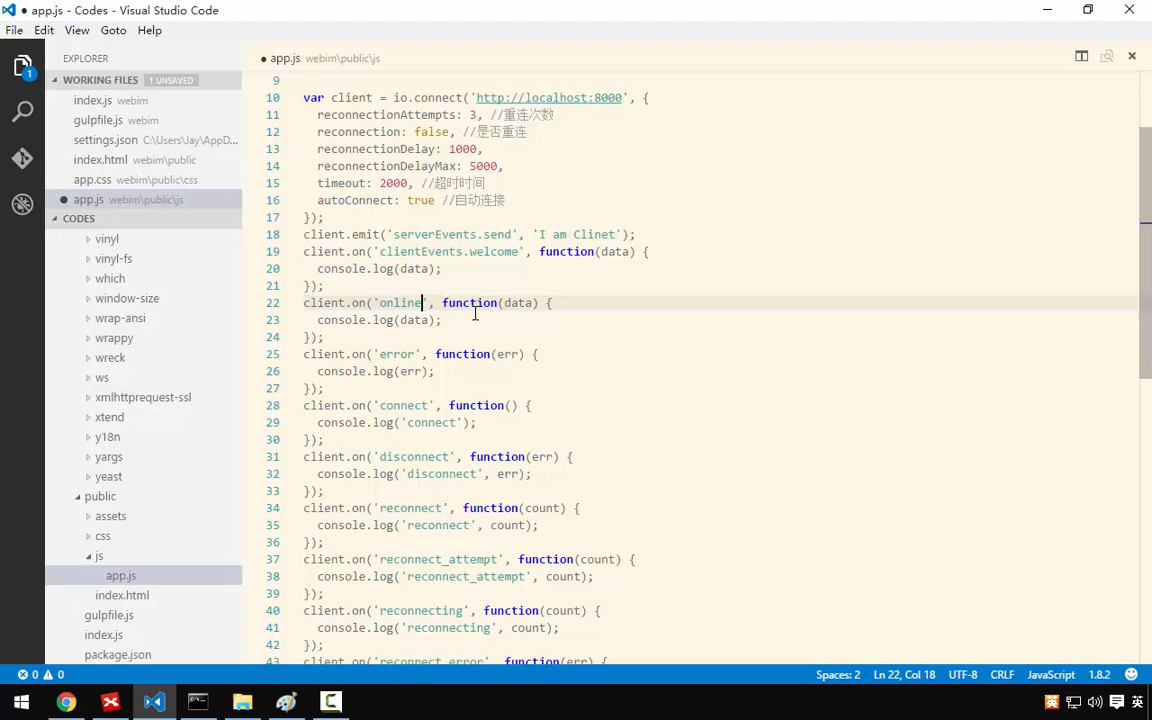 app.js - Codes - Visual Studio Code
File Edit View Goto Help
EXPLORER
WORKING FILES 1 UNSAVED
index.js webim
gulpfile.js webim
settings.json C:\Users\Jay\AppD...
index.html webim\public
app.css webim\public\css
app.js webim\public\js
CODES
vinyl
vinyl-fs
which
window-size
wrap-ansi
wrappy
wreck
ws
xmlhttprequest-ssl
xtend
y18n
yargs
yeast
public
assets
css
js
app.js
index.html
gulpfile.js
index.js
package.json
app.js webim\public\js
9
10 var client = io.connect('http://localhost:8000', {
11 reconnectionAttempts: 3, //重连次数
12 reconnection: false, //是否重连
13 reconnectionDelay: 1000,
14 reconnectionDelayMax: 5000,
15 timeout: 2000, //超时时间
16 autoConnect: true //自动连接
17 });
18 client.emit('serverEvents.send', 'I am Clinet');
19 client.on('clientEvents.welcome', function(data) {
20 console.log(data);
21 });
22 client.on('online', function(data) {
23 console.log(data);
24 });
25 client.on('error', function(err) {
26 console.log(err);
27 });
28 client.on('connect', function() {
29 console.log('connect');
30 });
31 client.on('disconnect', function(err) {
32 console.log('disconnect', err);
33 });
34 client.on('reconnect', function(count) {
35 console.log('reconnect', count);
36 });
37 client.on('reconnect_attempt', function(count) {
38 console.log('reconnect_attempt', count);
39 });
40 client.on('reconnecting', function(count) {
41 console.log('reconnecting', count);
42 });
43 client.on('reconnect_error', function(err) {
0 0 Spaces: 2 Ln 22, Col 18 UTF-8 CRLF JavaScript 1.8.2
英